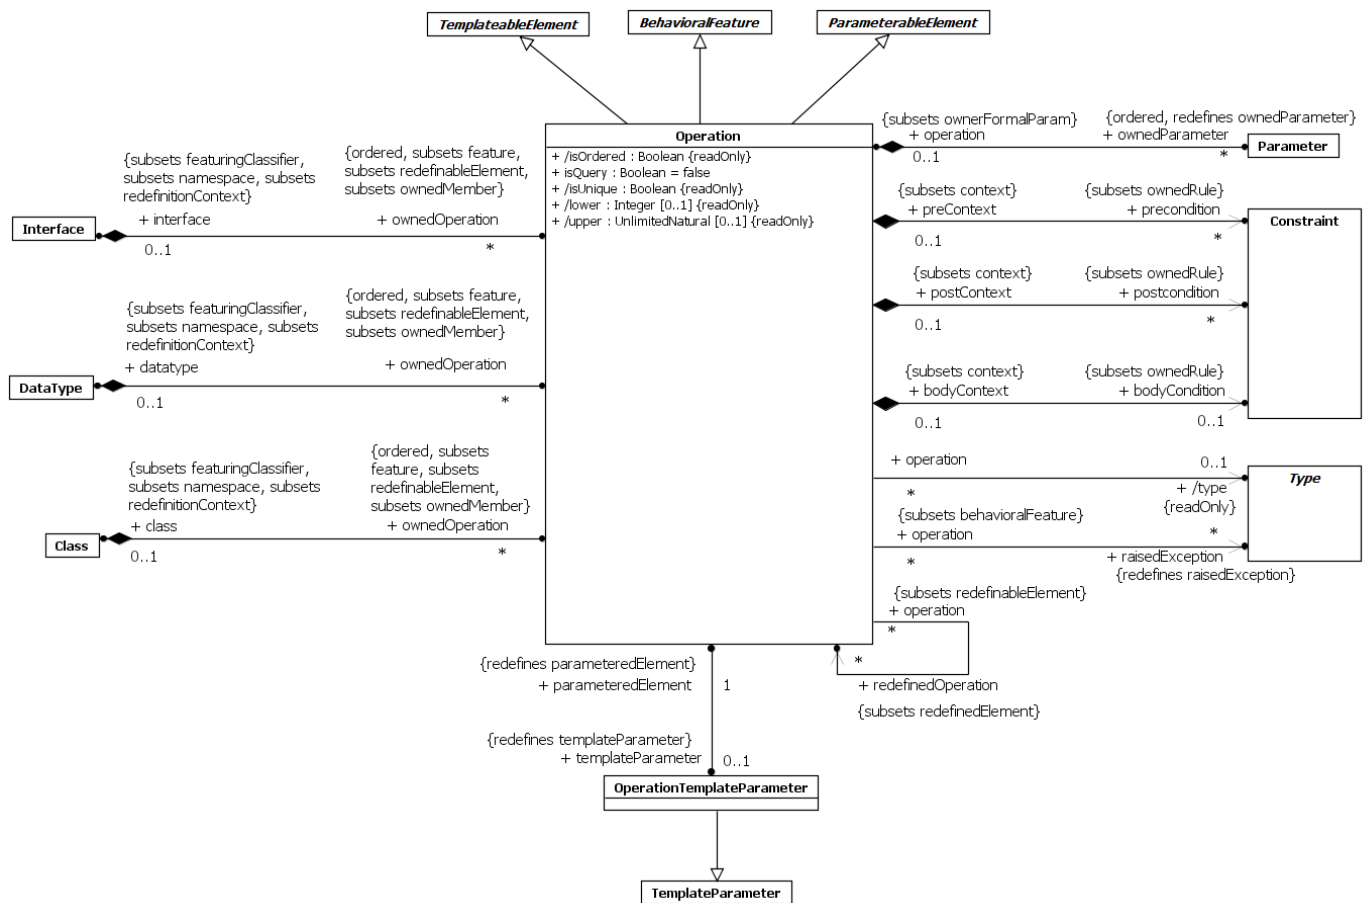 TemplateableElement
BehavioralFeature
ParameterableElement
Operation
+ /isOrdered : Boolean {readOnly}
+ isQuery : Boolean = false
+ /isUnique : Boolean {readOnly}
+ /lower : Integer [0..1] {readOnly}
+ /upper : UnlimitedNatural [0..1] {readOnly}
{subsets featuringClassifier,
subsets namespace, subsets
redefinitionContext}
+ interface
0..1
Interface
{ordered, subsets feature,
subsets redefinableElement,
subsets ownedMember}
+ ownedOperation
*
{subsets featuringClassifier,
subsets namespace, subsets
redefinitionContext}
+ datatype
0..1
DataType
{ordered, subsets feature,
subsets redefinableElement,
subsets ownedMember}
+ ownedOperation
*
{subsets featuringClassifier,
subsets namespace, subsets
redefinitionContext}
+ class
0..1
Class
{ordered, subsets
feature, subsets
redefinableElement,
subsets ownedMember}
+ ownedOperation
*
{subsets ownerFormalParam}
+ operation
0..1
{ordered, redefines ownedParameter}
+ ownedParameter
*
Parameter
{subsets context}
+ preContext
0..1
{subsets ownedRule}
+ precondition
*
Constraint
{subsets context}
+ postContext
0..1
{subsets ownedRule}
+ postcondition
*
{subsets context}
+ bodyContext
0..1
{subsets ownedRule}
+ bodyCondition
0..1
+ operation
*
0..1
+ /type
{readOnly}
Type
{subsets behavioralFeature}
+ operation
*
*
+ raisedException
{redefines raisedException}
{subsets redefinableElement}
+ operation
*
*
+ redefinedOperation
{subsets redefinedElement}
{redefines parameteredElement}
+ parameteredElement
1
{redefines templateParameter}
+ templateParameter
0..1
OperationTemplateParameter
TemplateParameter